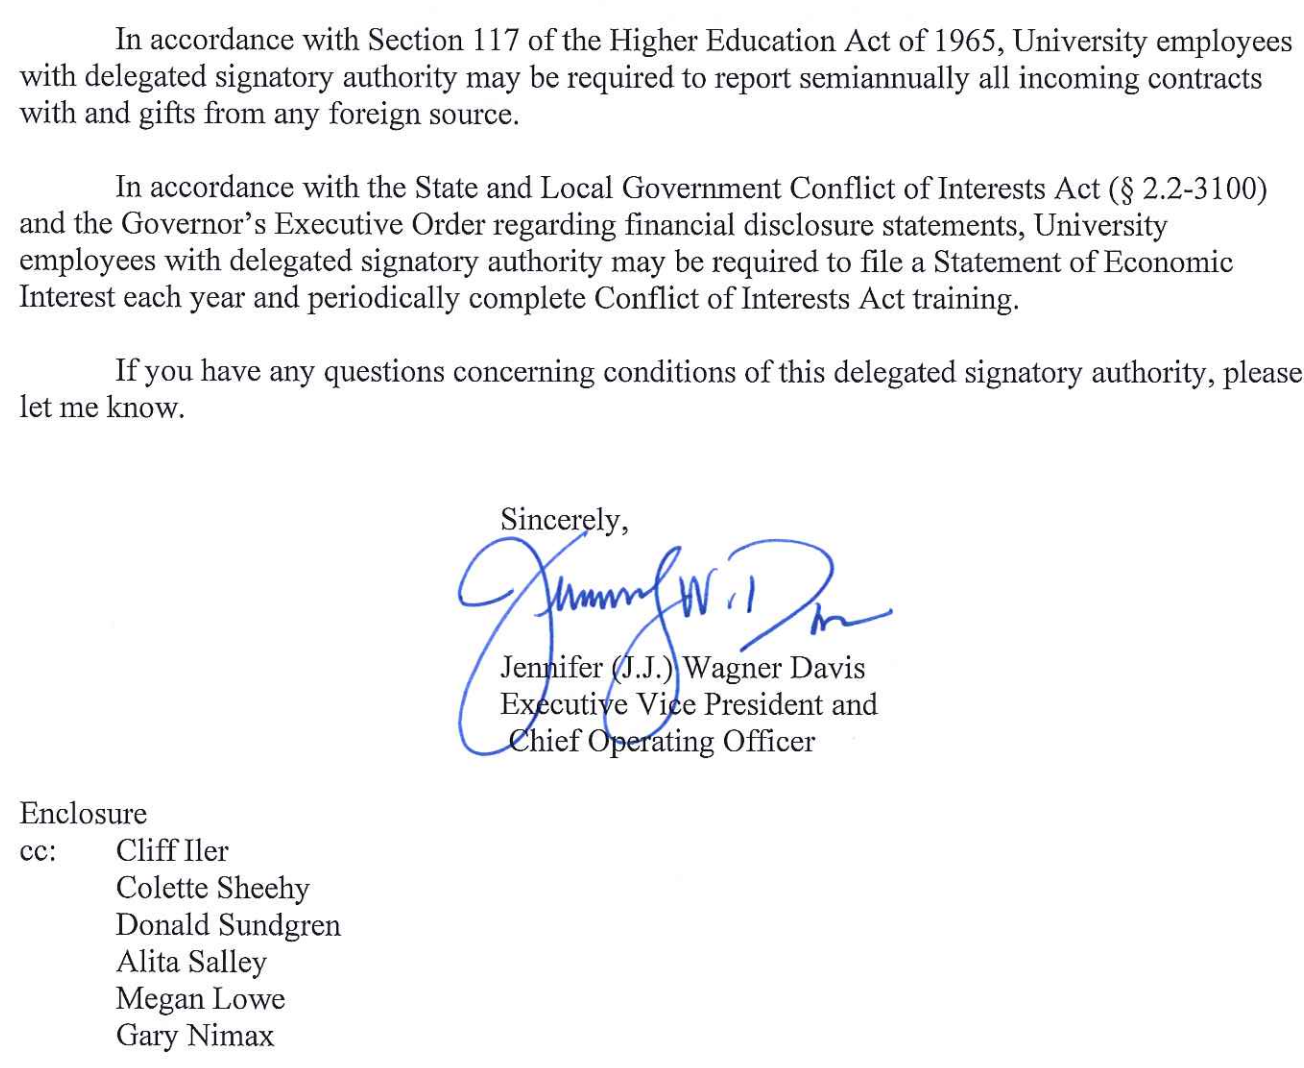 In accordance with Section 117 of the Higher Education Act of 1965, University employees
with delegated signatory authority may be required to report semiannually all incoming contracts
with and gifts from any foreign source.
In accordance with the State and Local Government Conflict of Interests Act (§ 2.2-3100)
and the Governor's Executive Order regarding financial disclosure statements, University
employees with delegated signatory authority may be required to file a Statement of Economic
Interest each year and periodically complete Conflict of Interests Act training.
If you have any questions concerning conditions of this delegated signatory authority, please
let me know.
Sincerely,
Jennifer (J.J.) Wagner Davis
Executive Vice President and
Chief Operating Officer
Enclosure
cc: Cliff Iler
Colette Sheehy
Donald Sundgren
Alita Salley
Megan Lowe
Gary Nimax